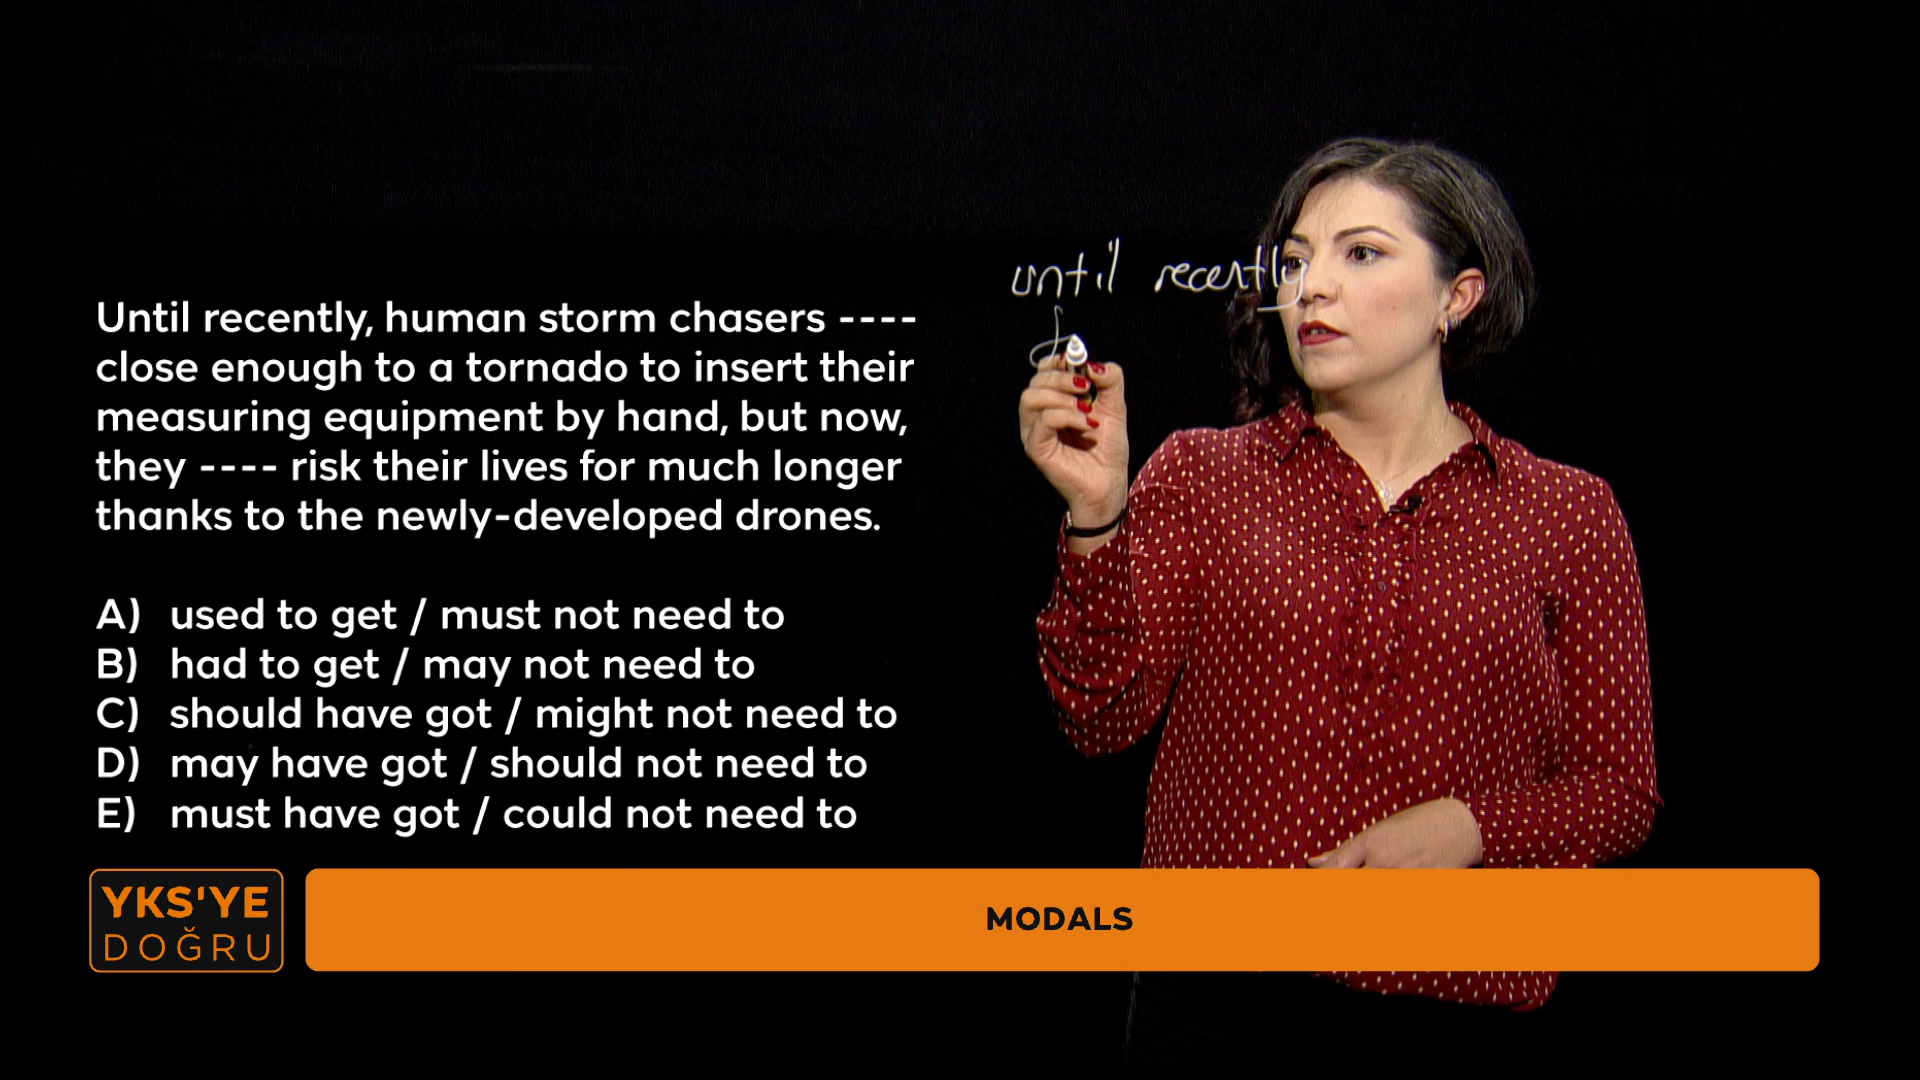 until recently
Until recently, human storm chasers ----
close enough to a tornado to insert their
measuring equipment by hand, but now,
they ---- risk their lives for much longer
thanks to the newly-developed drones.
A) used to get / must not need to
B) had to get / may not need to
C) should have got / might not need to
D) may have got / should not need to
E) must have got / could not need to
YKS'YE
DOĞRU
MODALS